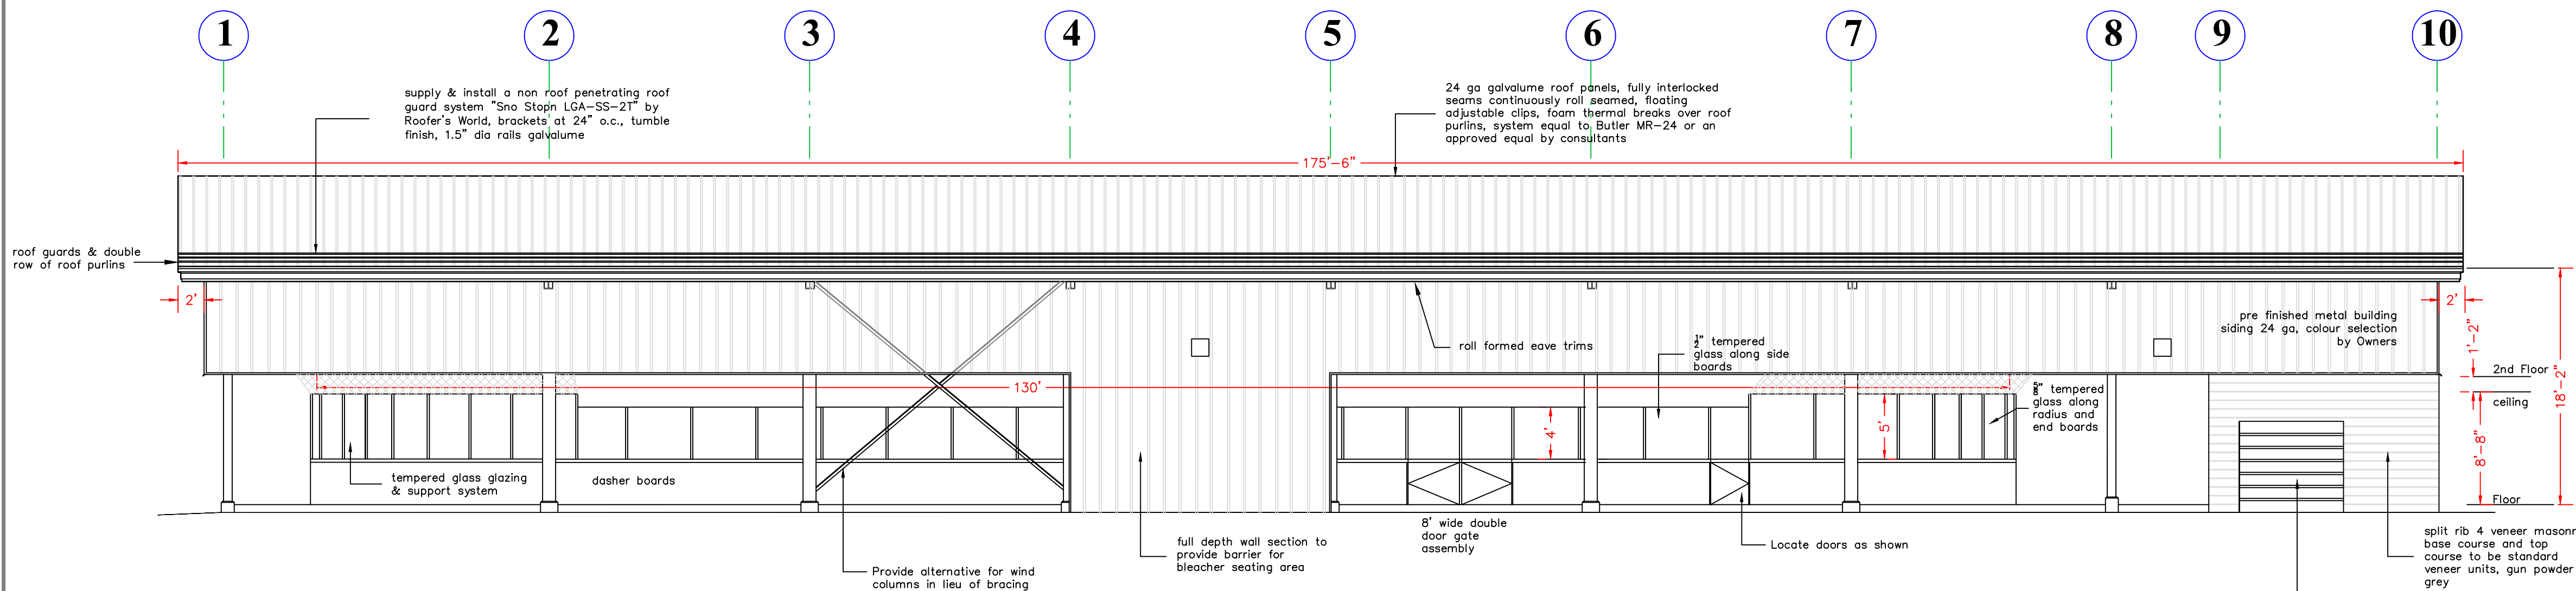 1 2 3 4 5 6 7 8 9 10
supply & install a non roof penetrating roof
guard system "Sno Stopn LGA-SS-2T" by
Roofer's World, brackets at 24" o.c., tumble
finish, 1.5" dia rails galvalume
24 ga galvalume roof panels, fully interlocked
seams continuously roll seamed, floating
adjustable clips, foam thermal breaks over roof
purlins, system equal to Butler MR-24 or an
approved equal by consultants
175'-6"
roof guards & double
row of roof purlins
2'
2'
pre finished metal building
siding 24 ga, colour selection
by Owners
roll formed eave trims
1/2" tempered
glass along side
boards
1'-2"
18'-2"
2nd Floor
130'
5/8" tempered
glass along
radius and
end boards
ceiling
4'
5'
8'-8"
tempered glass glazing
& support system
dasher boards
Floor
8' wide double
door gate
assembly
Locate doors as shown
full depth wall section to
provide barrier for
bleacher seating area
Provide alternative for wind
columns in lieu of bracing
split rib 4 veneer masonr
base course and top
course to be standard
veneer units, gun powder
grey